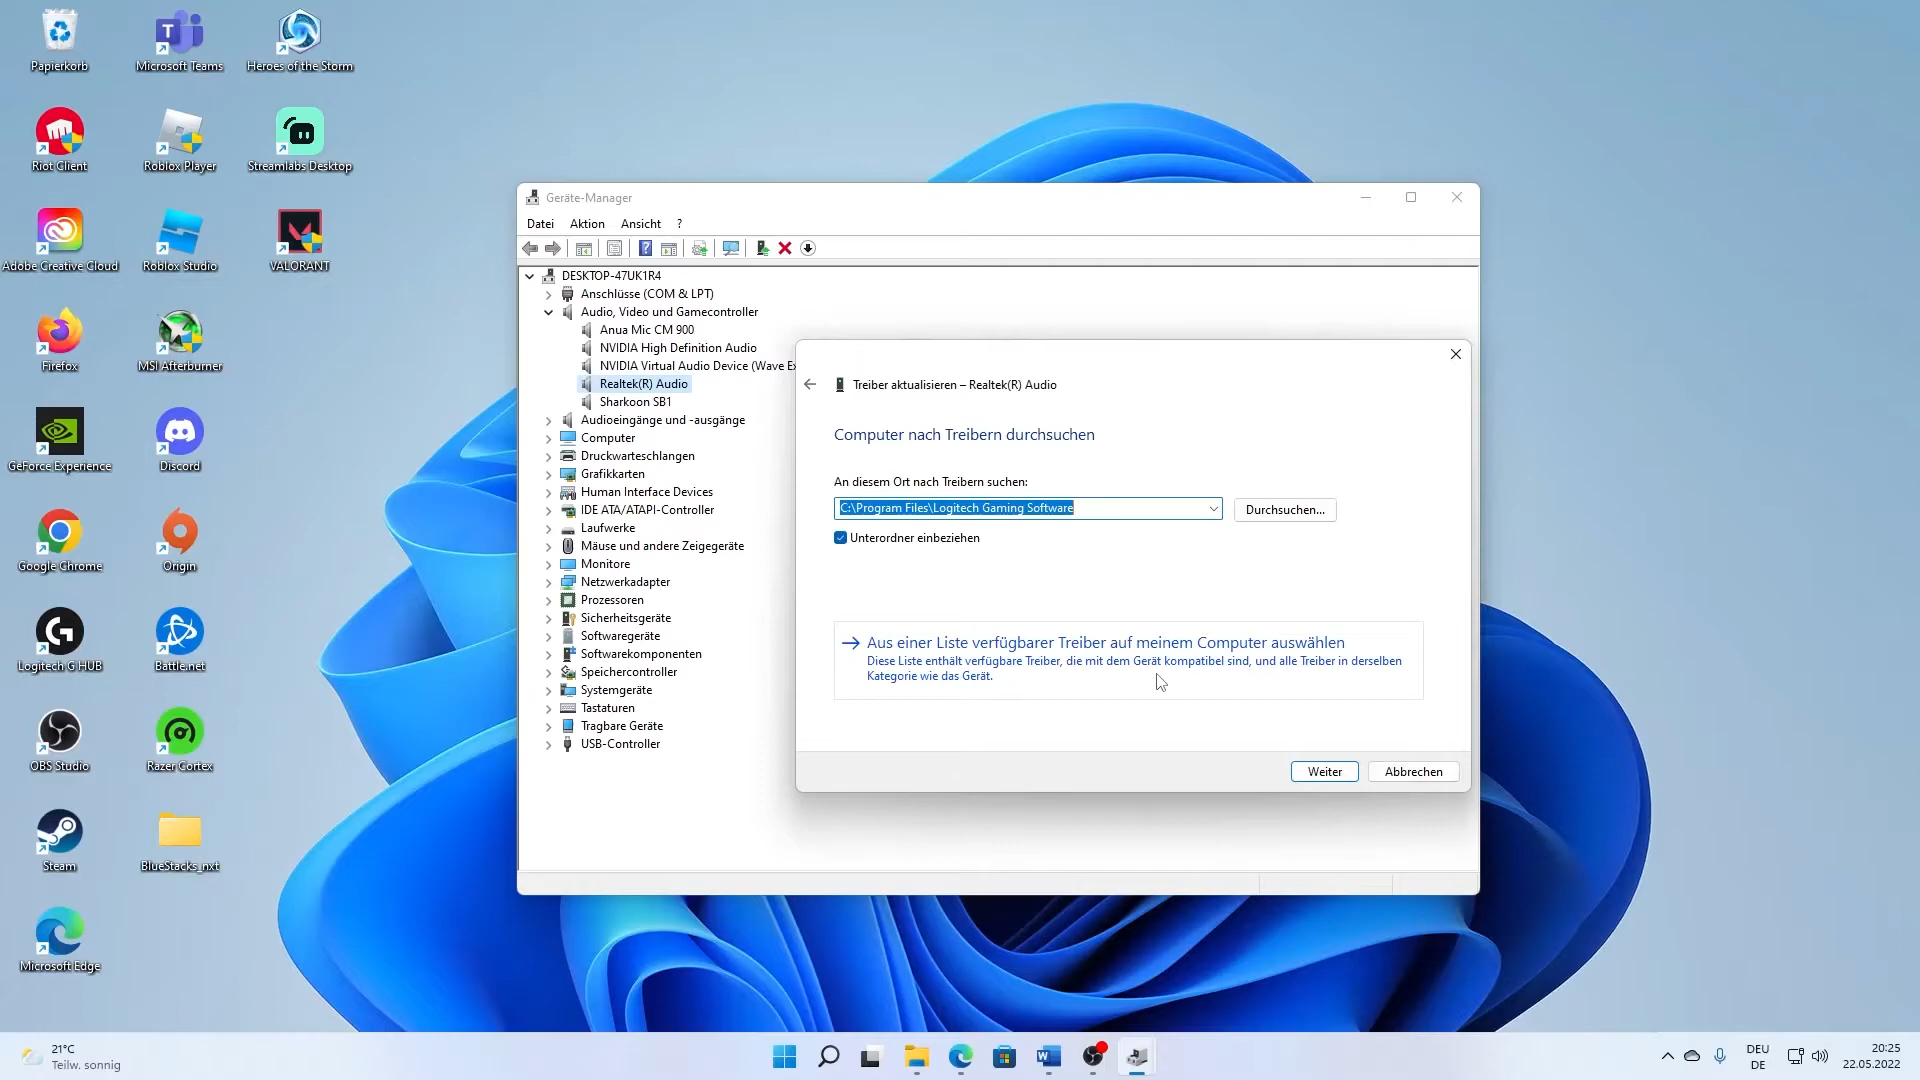 Papierkorb
Microsoft Teams
Heroes of the Storm
Riot Client
Roblox Player
Streamlabs Desktop
Adobe Creative Cloud
Roblox Studio
VALORANT
Firefox
MSI Afterburner
GeForce Experience
Discord
Google Chrome
Origin
Logitech G HUB
Battle.net
OBS Studio
Razer Cortex
Steam
BlueStacks_nxt
Microsoft Edge
Geräte-Manager
Datei Aktion Ansicht ?
DESKTOP-47UK1R4
Anschlüsse (COM & LPT)
Audio, Video und Gamecontroller
Anua Mic CM 900
NVIDIA High Definition Audio
NVIDIA Virtual Audio Device (Wave Ex
Realtek(R) Audio
Sharkoon SB1
Audioeingänge und -ausgänge
Computer
Druckwarteschlangen
Grafikkarten
Human Interface Devices
IDE ATA/ATAPI-Controller
Laufwerke
Mäuse und andere Zeigegeräte
Monitore
Netzwerkadapter
Prozessoren
Sicherheitsgeräte
Softwaregeräte
Softwarekomponenten
Speichercontroller
Systemgeräte
Tastaturen
Tragbare Geräte
USB-Controller
Treiber aktualisieren – Realtek(R) Audio
Computer nach Treibern durchsuchen
An diesem Ort nach Treibern suchen:
C:\Program Files\Logitech Gaming Software
Durchsuchen...
Unterordner einbeziehen
Aus einer Liste verfügbarer Treiber auf meinem Computer auswählen
Diese Liste enthält verfügbare Treiber, die mit dem Gerät kompatibel sind, und alle Treiber in derselben
Kategorie wie das Gerät.
Weiter
Abbrechen
21°C
Teilw. sonnig
DEU
DE
20:25
22.05.2022